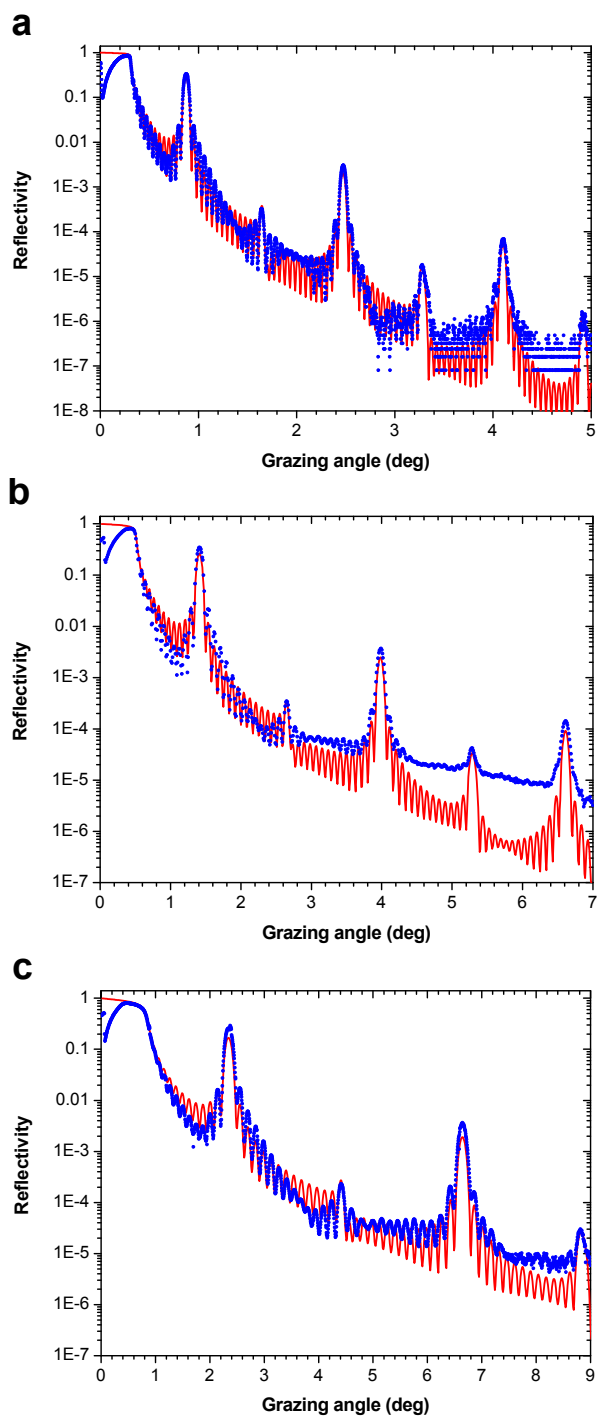 a
1
0.1
0.01
1E-3
1E-4
1E-5
1E-6
1E-7
1E-8
Reflectivity
0 1 2 3 4 5
Grazing angle (deg)
b
1
0.1
0.01
1E-3
1E-4
1E-5
1E-6
1E-7
Reflectivity
0 1 2 3 4 5 6 7
Grazing angle (deg)
c
1
0.1
0.01
1E-3
1E-4
1E-5
1E-6
1E-7
Reflectivity
0 1 2 3 4 5 6 7 8 9
Grazing angle (deg)